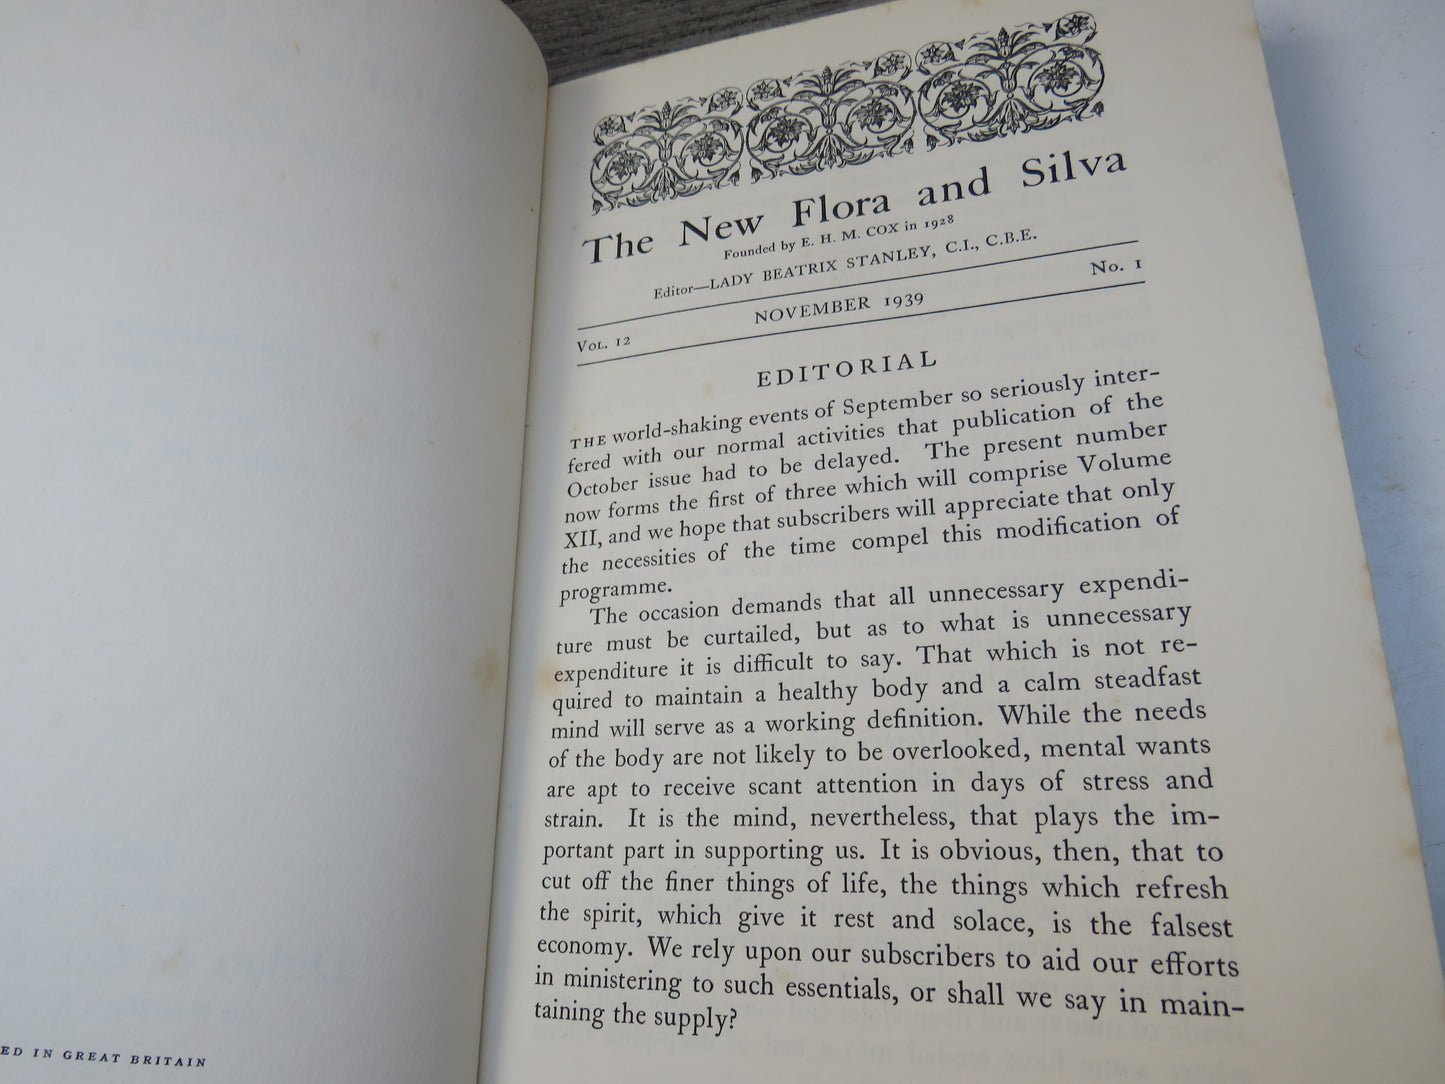 ED IN GREAT BRITAIN
The New Flora and Silva
Founded by E. H. M. COX in 1928
Editor—LADY BEATRIX STANLEY, C.I., C.B.E.
VOL. 12 NOVEMBER 1939 No. 1
EDITORIAL
THE world-shaking events of September so seriously inter-
fered with our normal activities that publication of the
October issue had to be delayed. The present number
now forms the first of three which will comprise Volume
XII, and we hope that subscribers will appreciate that only
the necessities of the time compel this modification of
programme.
The occasion demands that all unnecessary expendi-
ture must be curtailed, but as to what is unnecessary
expenditure it is difficult to say. That which is not re-
quired to maintain a healthy body and a calm steadfast
mind will serve as a working definition. While the needs
of the body are not likely to be overlooked, mental wants
are apt to receive scant attention in days of stress and
strain. It is the mind, nevertheless, that plays the im-
portant part in supporting us. It is obvious, then, that to
cut off the finer things of life, the things which refresh
the spirit, which give it rest and solace, is the falsest
economy. We rely upon our subscribers to aid our efforts
in ministering to such essentials, or shall we say in main-
taining the supply?